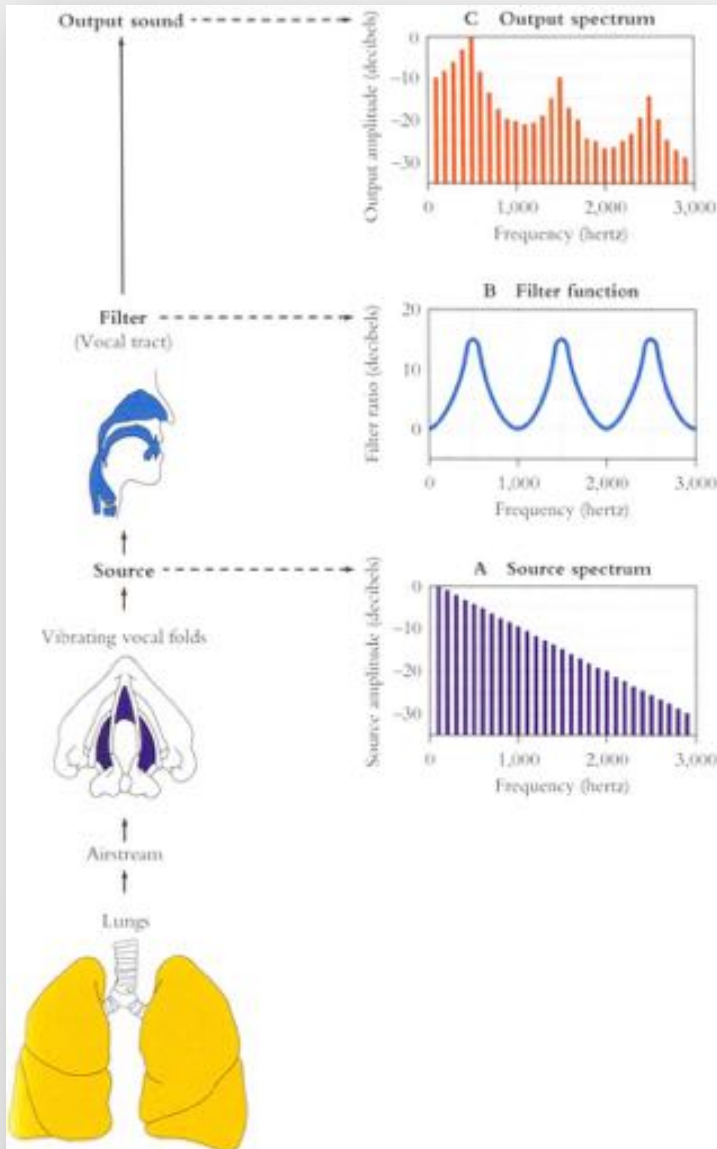 Output sound
C Output spectrum
Output amplitude (decibels)
0
-10
-20
-30
0 1,000 2,000 3,000
Frequency (hertz)
Filter
(Vocal tract)
B Filter function
Filter ratio (decibels)
20
10
0
0 1,000 2,000 3,000
Frequency (hertz)
Source
A Source spectrum
Source amplitude (decibels)
0
-10
-20
-30
0 1,000 2,000 3,000
Frequency (hertz)
Vibrating vocal folds
Airstream
Lungs